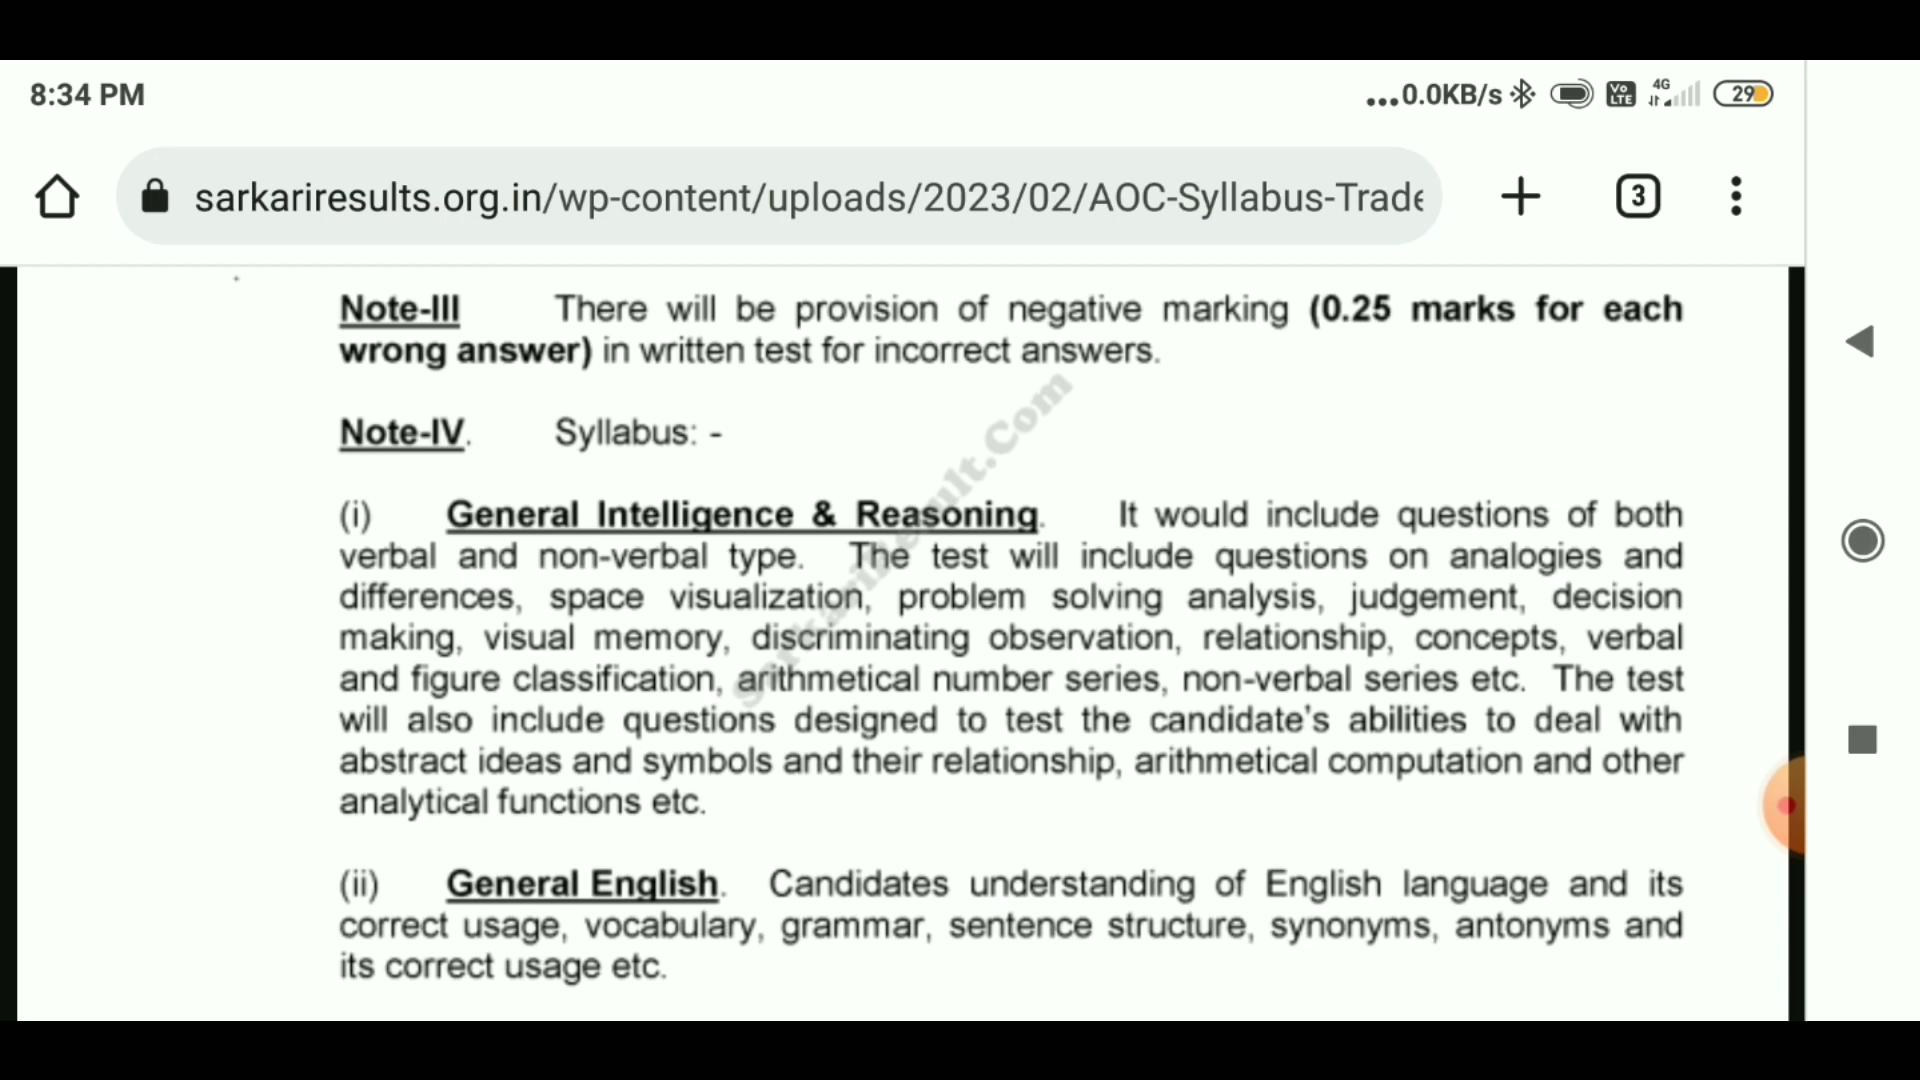 8:34 PM
...0.0KB/s
Vo LTE
4G
29
sarkariresults.org.in/wp-content/uploads/2023/02/AOC-Syllabus-Trade
3
Note-III There will be provision of negative marking (0.25 marks for each
wrong answer) in written test for incorrect answers.
Note-IV. Syllabus: -
(i) General Intelligence & Reasoning. It would include questions of both
verbal and non-verbal type. The test will include questions on analogies and
differences, space visualization, problem solving analysis, judgement, decision
making, visual memory, discriminating observation, relationship, concepts, verbal
and figure classification, arithmetical number series, non-verbal series etc. The test
will also include questions designed to test the candidate's abilities to deal with
abstract ideas and symbols and their relationship, arithmetical computation and other
analytical functions etc.
(ii) General English. Candidates understanding of English language and its
correct usage, vocabulary, grammar, sentence structure, synonyms, antonyms and
its correct usage etc.
SarkariResult.Com